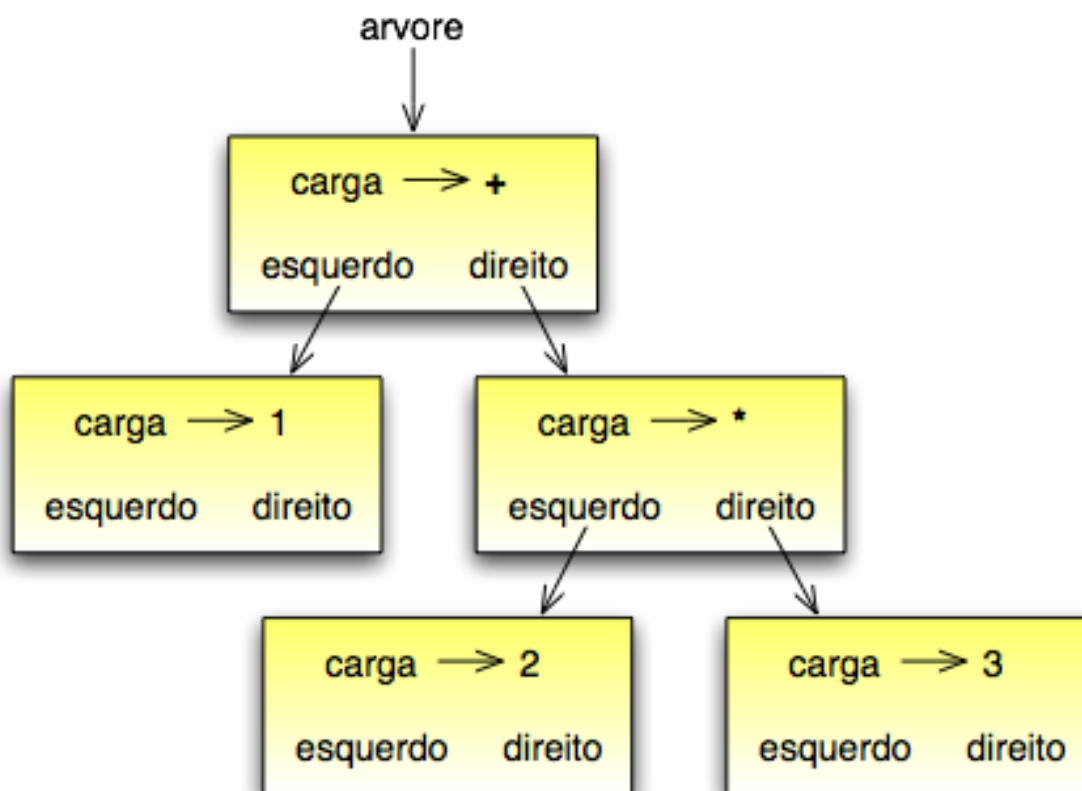 arvore
carga → +
esquerdo direito
carga → 1
esquerdo direito
carga → *
esquerdo direito
carga → 2
esquerdo direito
carga → 3
esquerdo direito